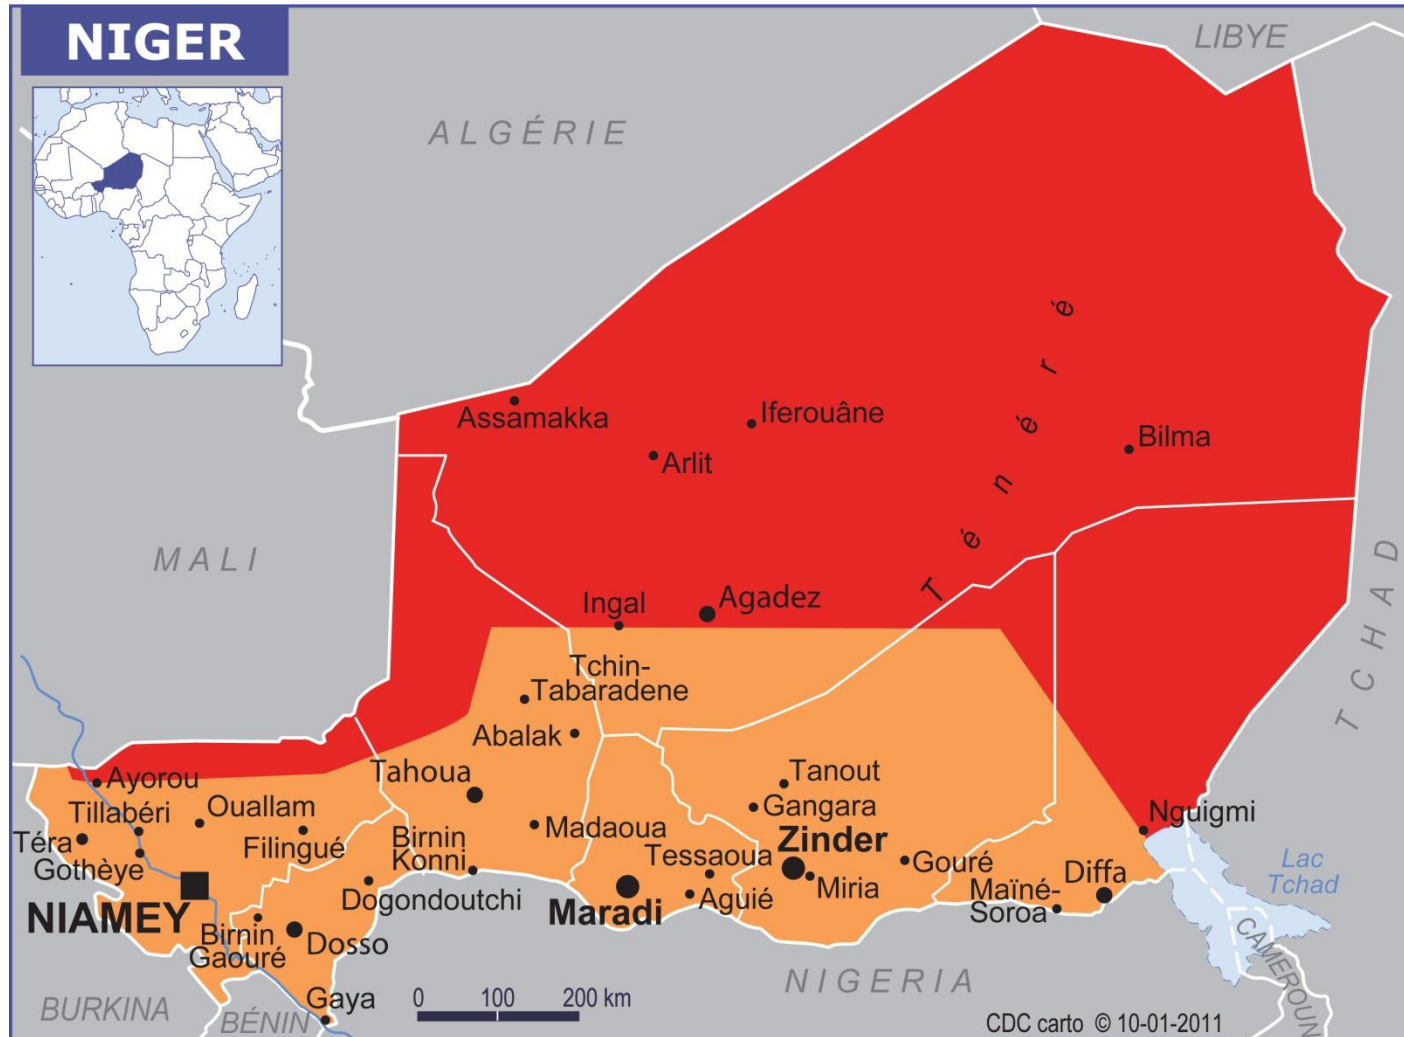 NIGER
LIBYE
ALGÉRIE
Ténéré
Assamakka
Iferouâne
Arlit
Bilma
MALI
TCHAD
Ingal
Agadez
Tchin-
Tabaradene
Abalak
Ayorou
Tahoua
Tanout
Tillabéri
Ouallam
Gangara
Nguigmi
Téra
Filingué
Birnin
Konni
Madaoua
Tessaoua
Zinder
Gouré
Gothèye
Diffa
Lac
Tchad
Miria
Maïné-
Soroa
NIAMEY
Dogondoutchi
Maradi
Aguié
Birnin
Gaouré
Dosso
CAMEROUN
NIGERIA
Gaya
0 100 200 km
BURKINA
BÉNIN
CDC carto © 10-01-2011